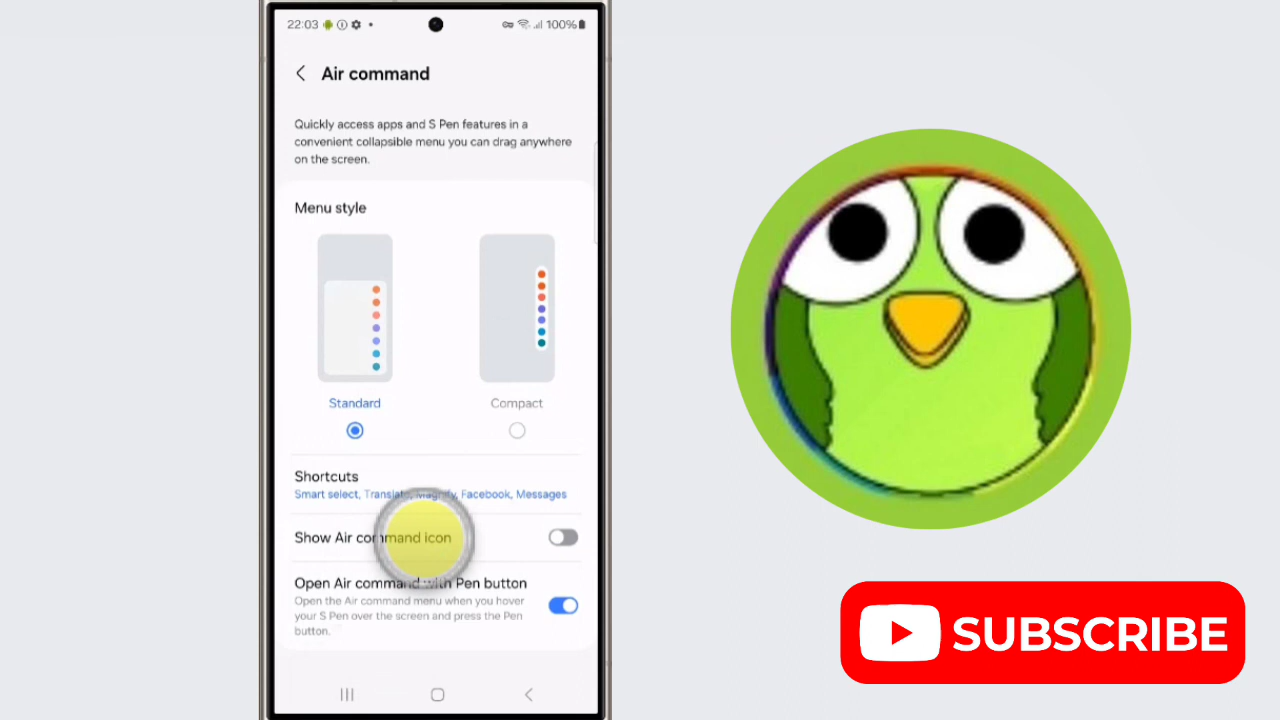 22:03
100%
Air command
Quickly access apps and S Pen features in a
convenient collapsible menu you can drag anywhere
on the screen.
Menu style
Standard
Compact
Shortcuts
Smart select, Translate, Magnify, Facebook, Messages
Show Air command icon
Open Air command with Pen button
Open the Air command menu when you hover
your S Pen over the screen and press the Pen
button.
SUBSCRIBE